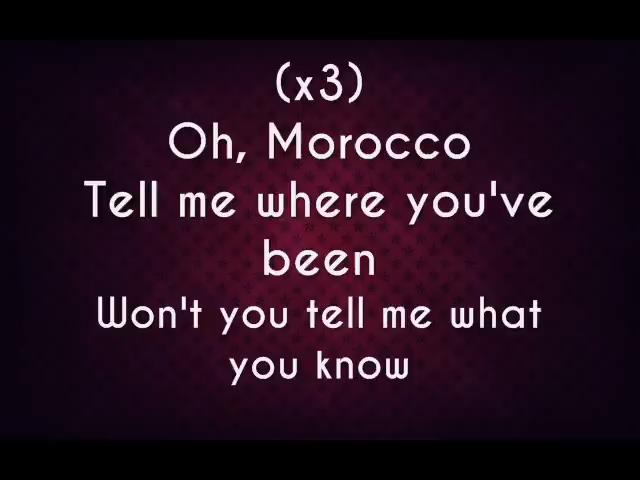 (x3)
Oh, Morocco
Tell me where you've
been
Won't you tell me what
you know